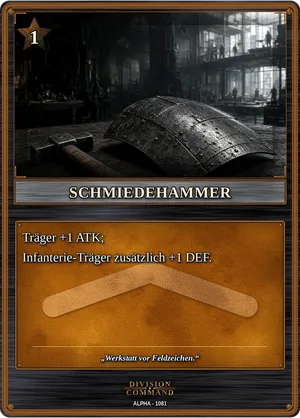 1
SCHMIEDEHAMMER
Träger +1 ATK;
Infanterie-Träger zusätzlich +1 DEF.
„Werkstatt vor Feldzeichen.“
DIVISION
COMMAND
ALPHA - 1081